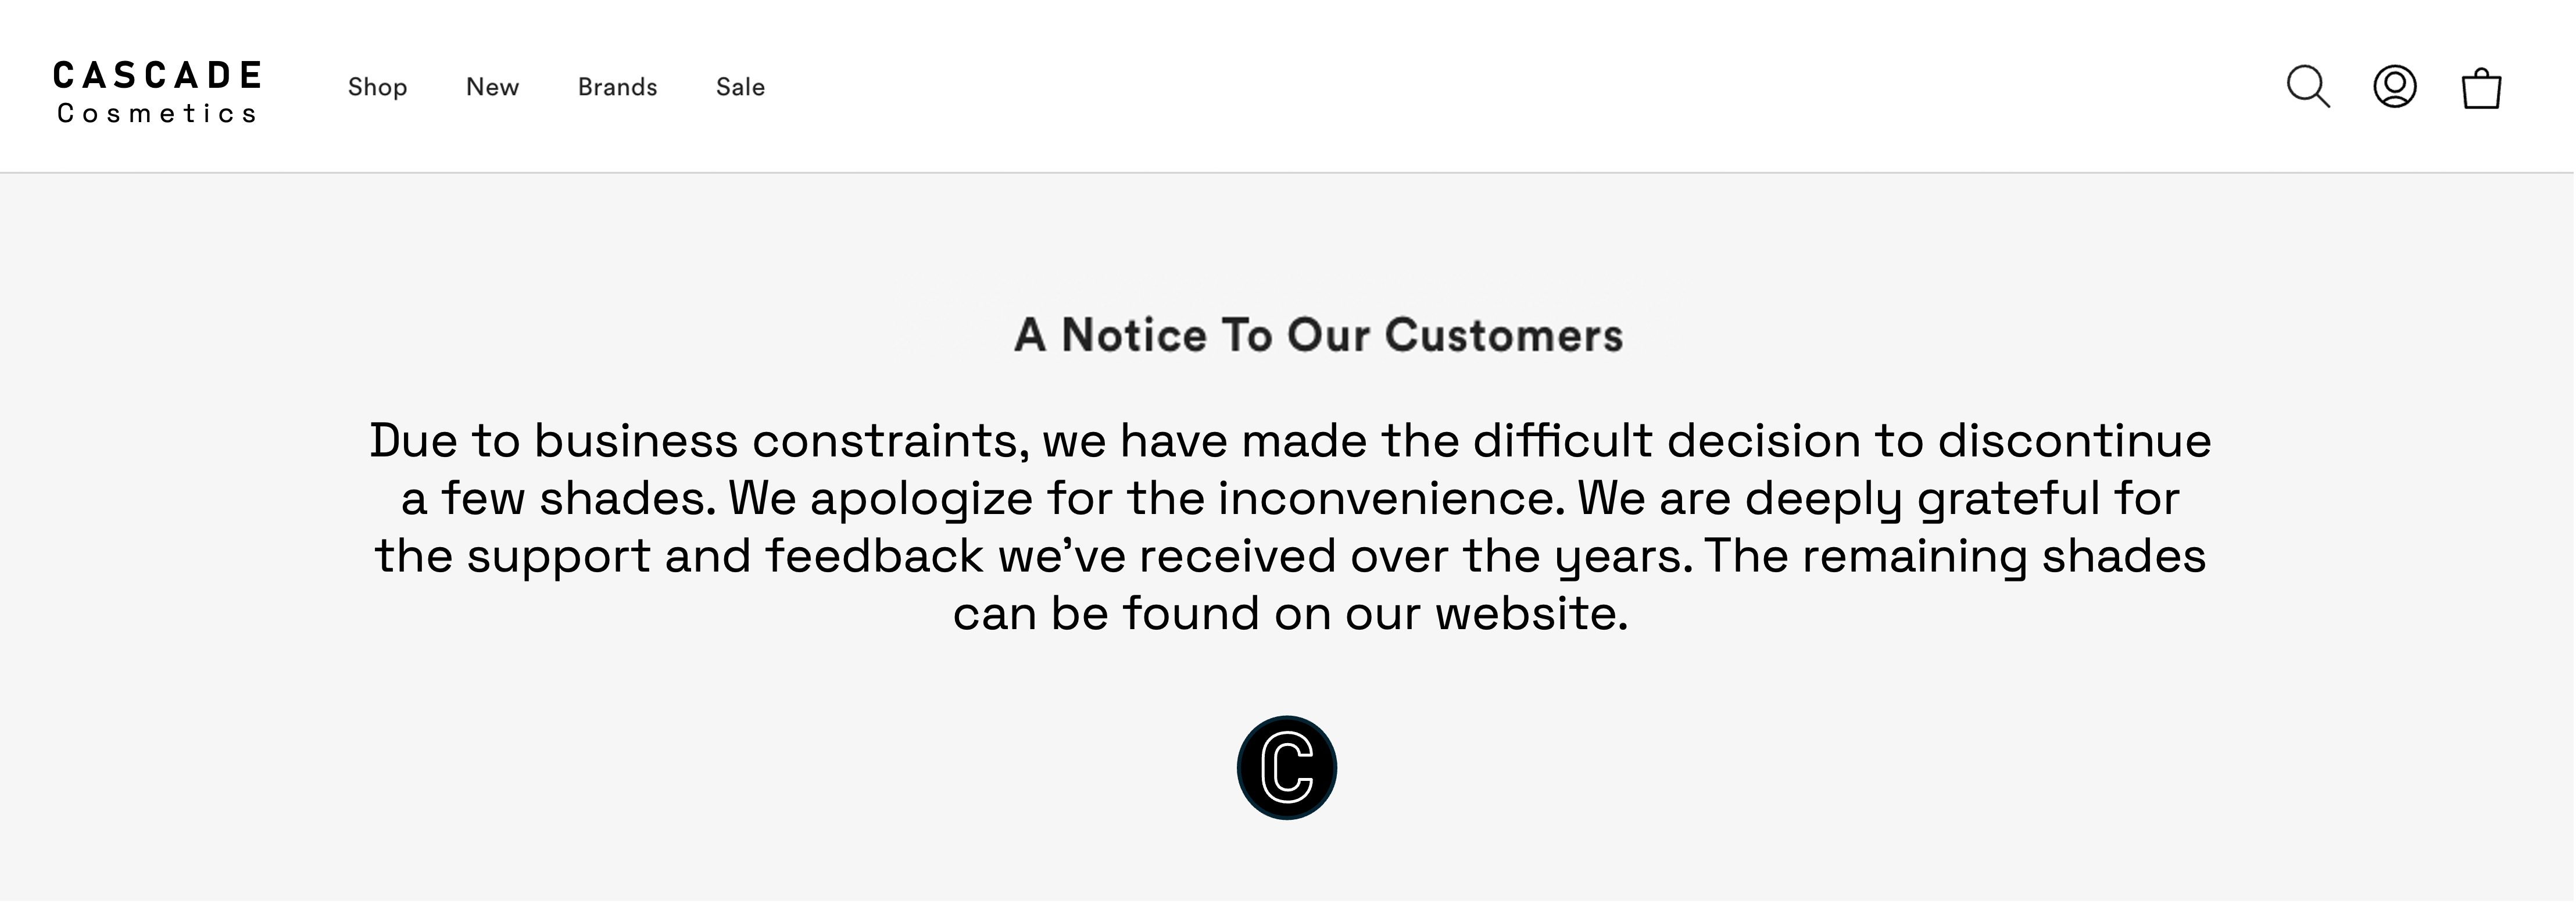 CASCADE
Cosmetics
Shop New Brands Sale
A Notice To Our Customers
Due to business constraints, we have made the difficult decision to discontinue
a few shades. We apologize for the inconvenience. We are deeply grateful for
the support and feedback we’ve received over the years. The remaining shades
can be found on our website.
C